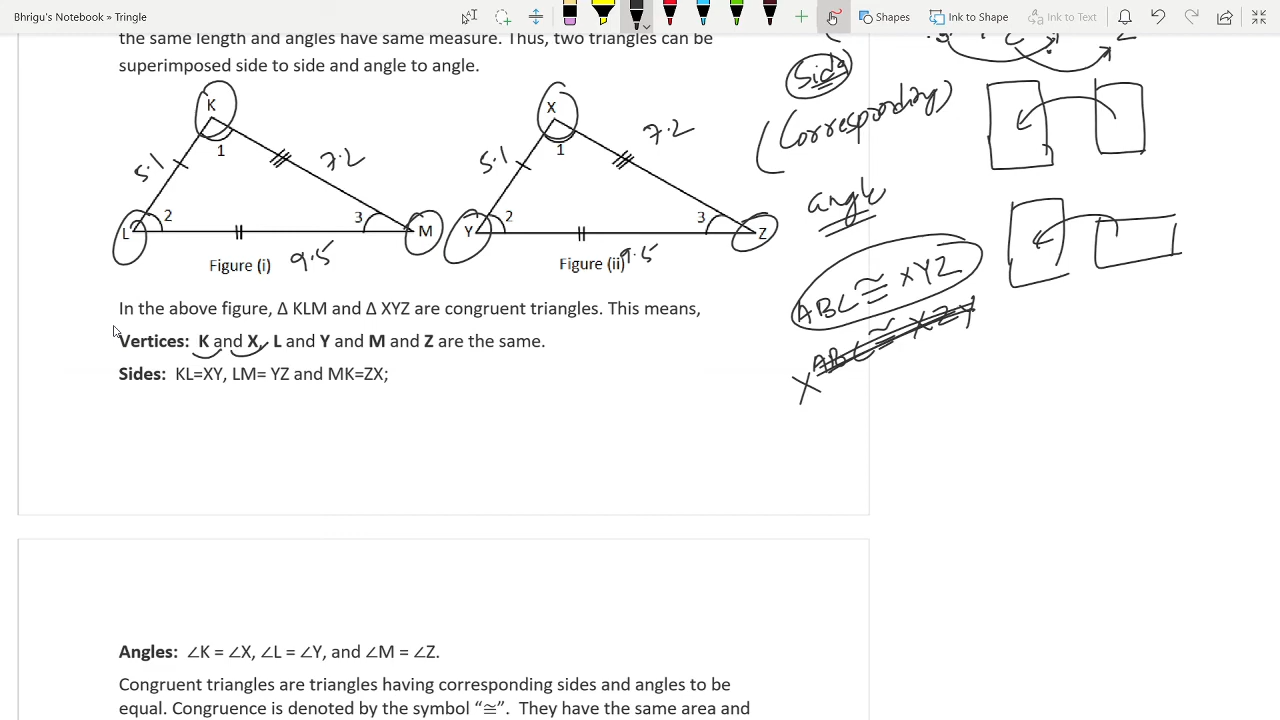 Bhrigu's Notebook » Tringle
Shapes
Ink to Shape
Ink to Text
the same length and angles have same measure. Thus, two triangles can be
superimposed side to side and angle to angle.
Side
(Corresponding)
angle
ABC ≅ XYZ
X ABC ≅ XZY
K
1
5.1
7.2
L
2
3
M
Figure (i)
9.5
X
1
5.1
7.2
Y
2
3
Z
Figure (ii)
9.5
In the above figure, Δ KLM and Δ XYZ are congruent triangles. This means,
Vertices: K and X, L and Y and M and Z are the same.
Sides: KL=XY, LM= YZ and MK=ZX;
Angles: ∠K = ∠X, ∠L = ∠Y, and ∠M = ∠Z.
Congruent triangles are triangles having corresponding sides and angles to be
equal. Congruence is denoted by the symbol “≅”. They have the same area and